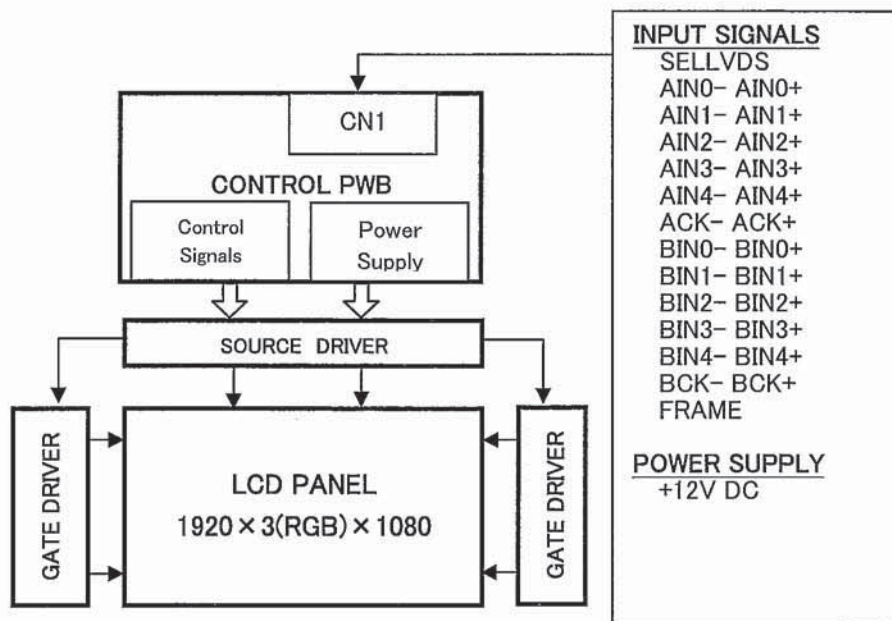 CN1
CONTROL PWB
Control
Signals
Power
Supply
SOURCE DRIVER
GATE DRIVER
LCD PANEL
1920×3(RGB)×1080
GATE DRIVER
INPUT SIGNALS
SELLVDS
AIN0- AIN0+
AIN1- AIN1+
AIN2- AIN2+
AIN3- AIN3+
AIN4- AIN4+
ACK- ACK+
BIN0- BIN0+
BIN1- BIN1+
BIN2- BIN2+
BIN3- BIN3+
BIN4- BIN4+
BCK- BCK+
FRAME
POWER SUPPLY
+12V DC